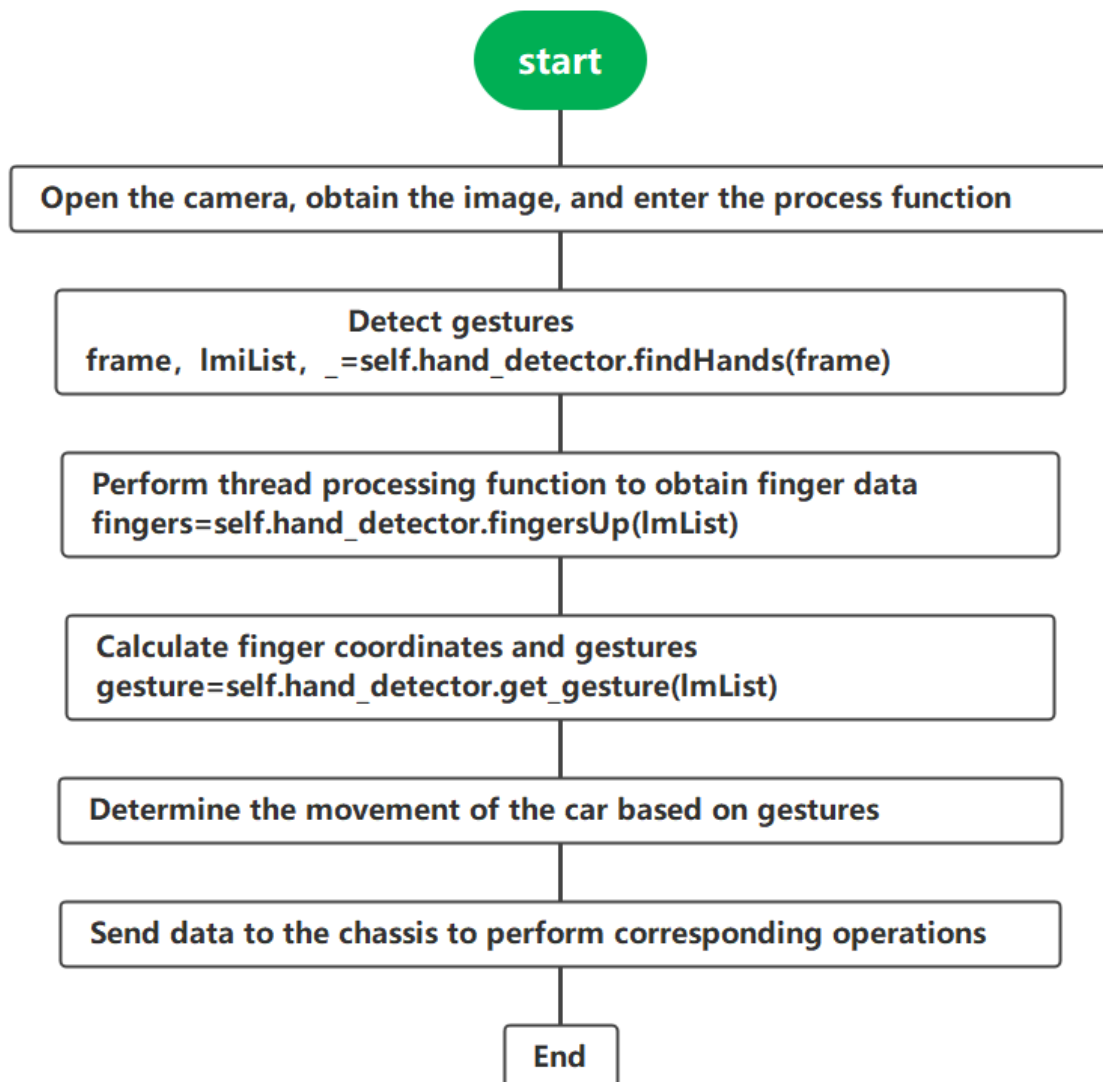 start
Open the camera, obtain the image, and enter the process function
Detect gestures
frame，lmiList，_=self.hand_detector.findHands(frame)
Perform thread processing function to obtain finger data
fingers=self.hand_detector.fingersUp(lmList)
Calculate finger coordinates and gestures
gesture=self.hand_detector.get_gesture(lmList)
Determine the movement of the car based on gestures
Send data to the chassis to perform corresponding operations
End